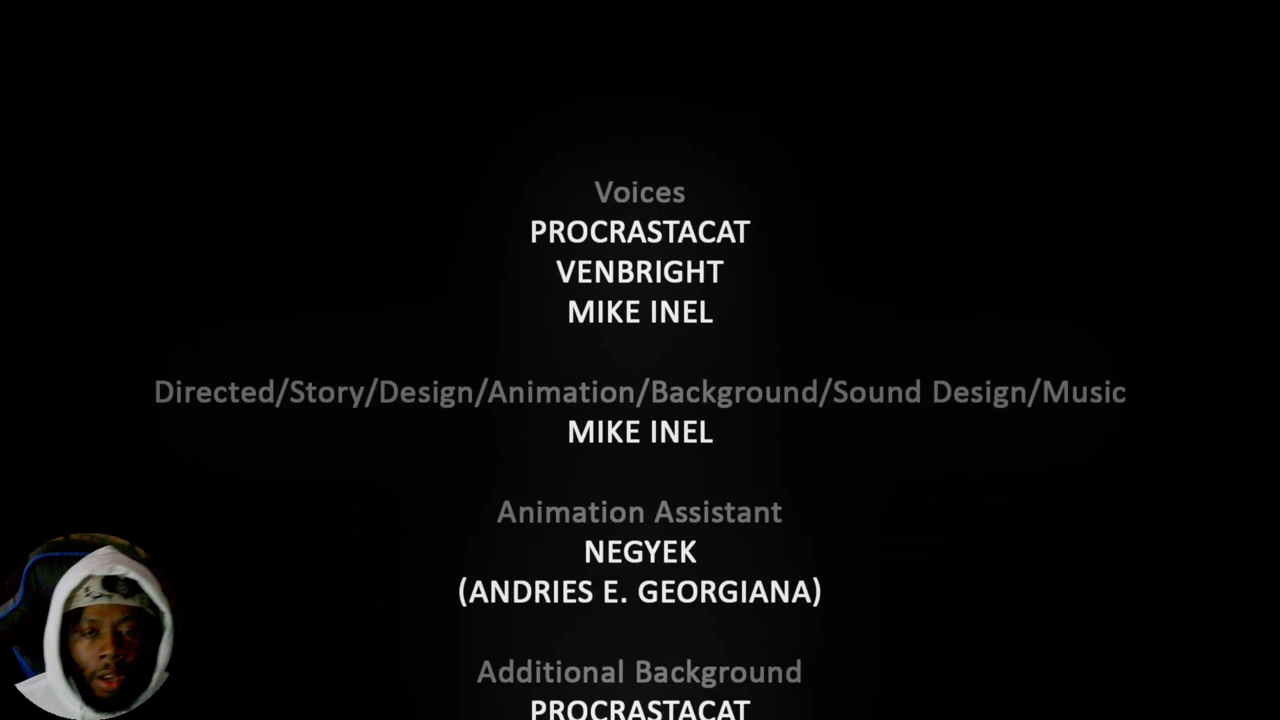 Voices
PROCRASTACAT
VENBRIGHT
MIKE INEL
Directed/Story/Design/Animation/Background/Sound Design/Music
MIKE INEL
Animation Assistant
NEGYEK
(ANDRIES E. GEORGIANA)
Additional Background
PROCRASTACAT